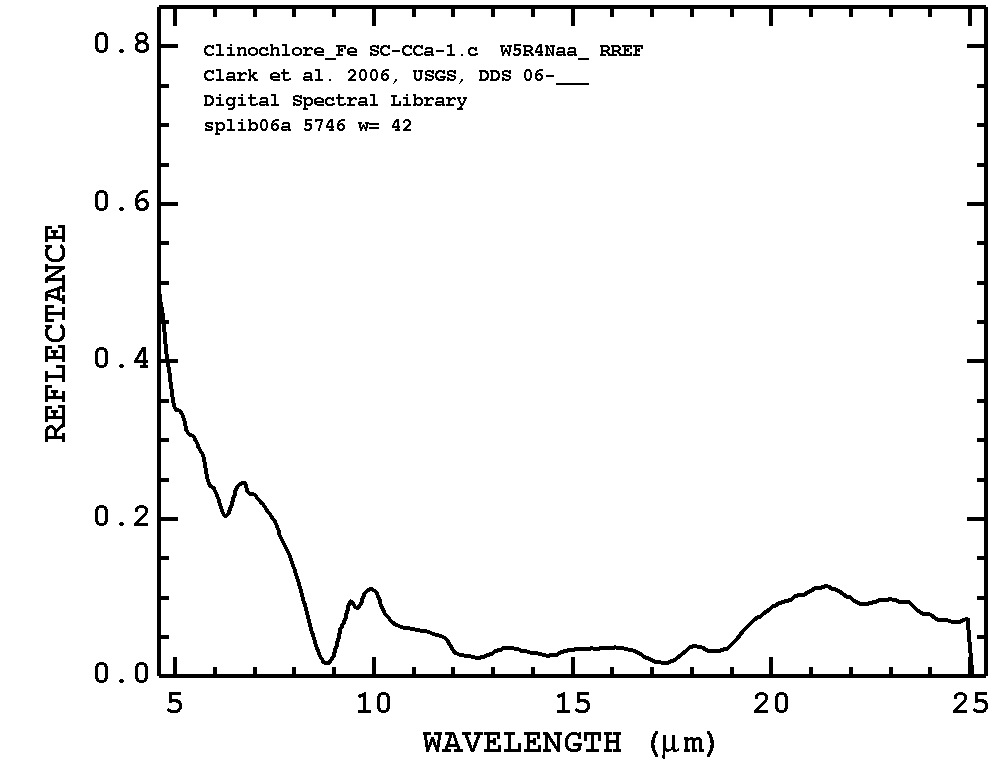 Clinochlore_Fe SC-CCa-1.c  W5R4Naa_ RREF
Clark et al. 2006, USGS, DDS 06-___
Digital Spectral Library
splib06a 5746 w= 42
0.8
0.6
0.4
0.2
0.0
REFLECTANCE
5 10 15 20 25
WAVELENGTH (μm)